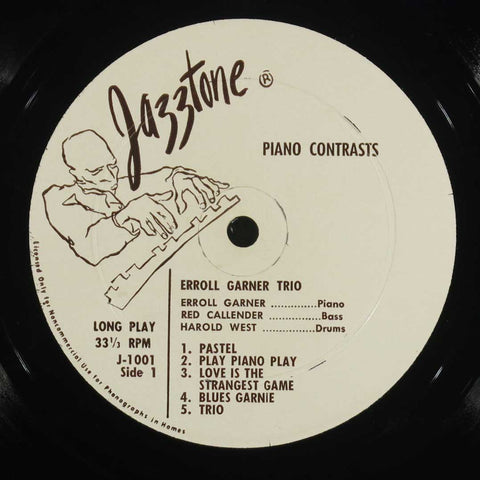 Jazztone ®
PIANO CONTRASTS
ERROLL GARNER TRIO
ERROLL GARNER ..............Piano
RED CALLENDER ..............Bass
HAROLD WEST ................Drums
LONG PLAY
33 1/3 RPM
J-1001
Side 1
1. PASTEL
2. PLAY PIANO PLAY
3. LOVE IS THE
STRANGEST GAME
4. BLUES GARNIE
5. TRIO
Licensed Only for Noncommercial Use for Phonographs in Homes